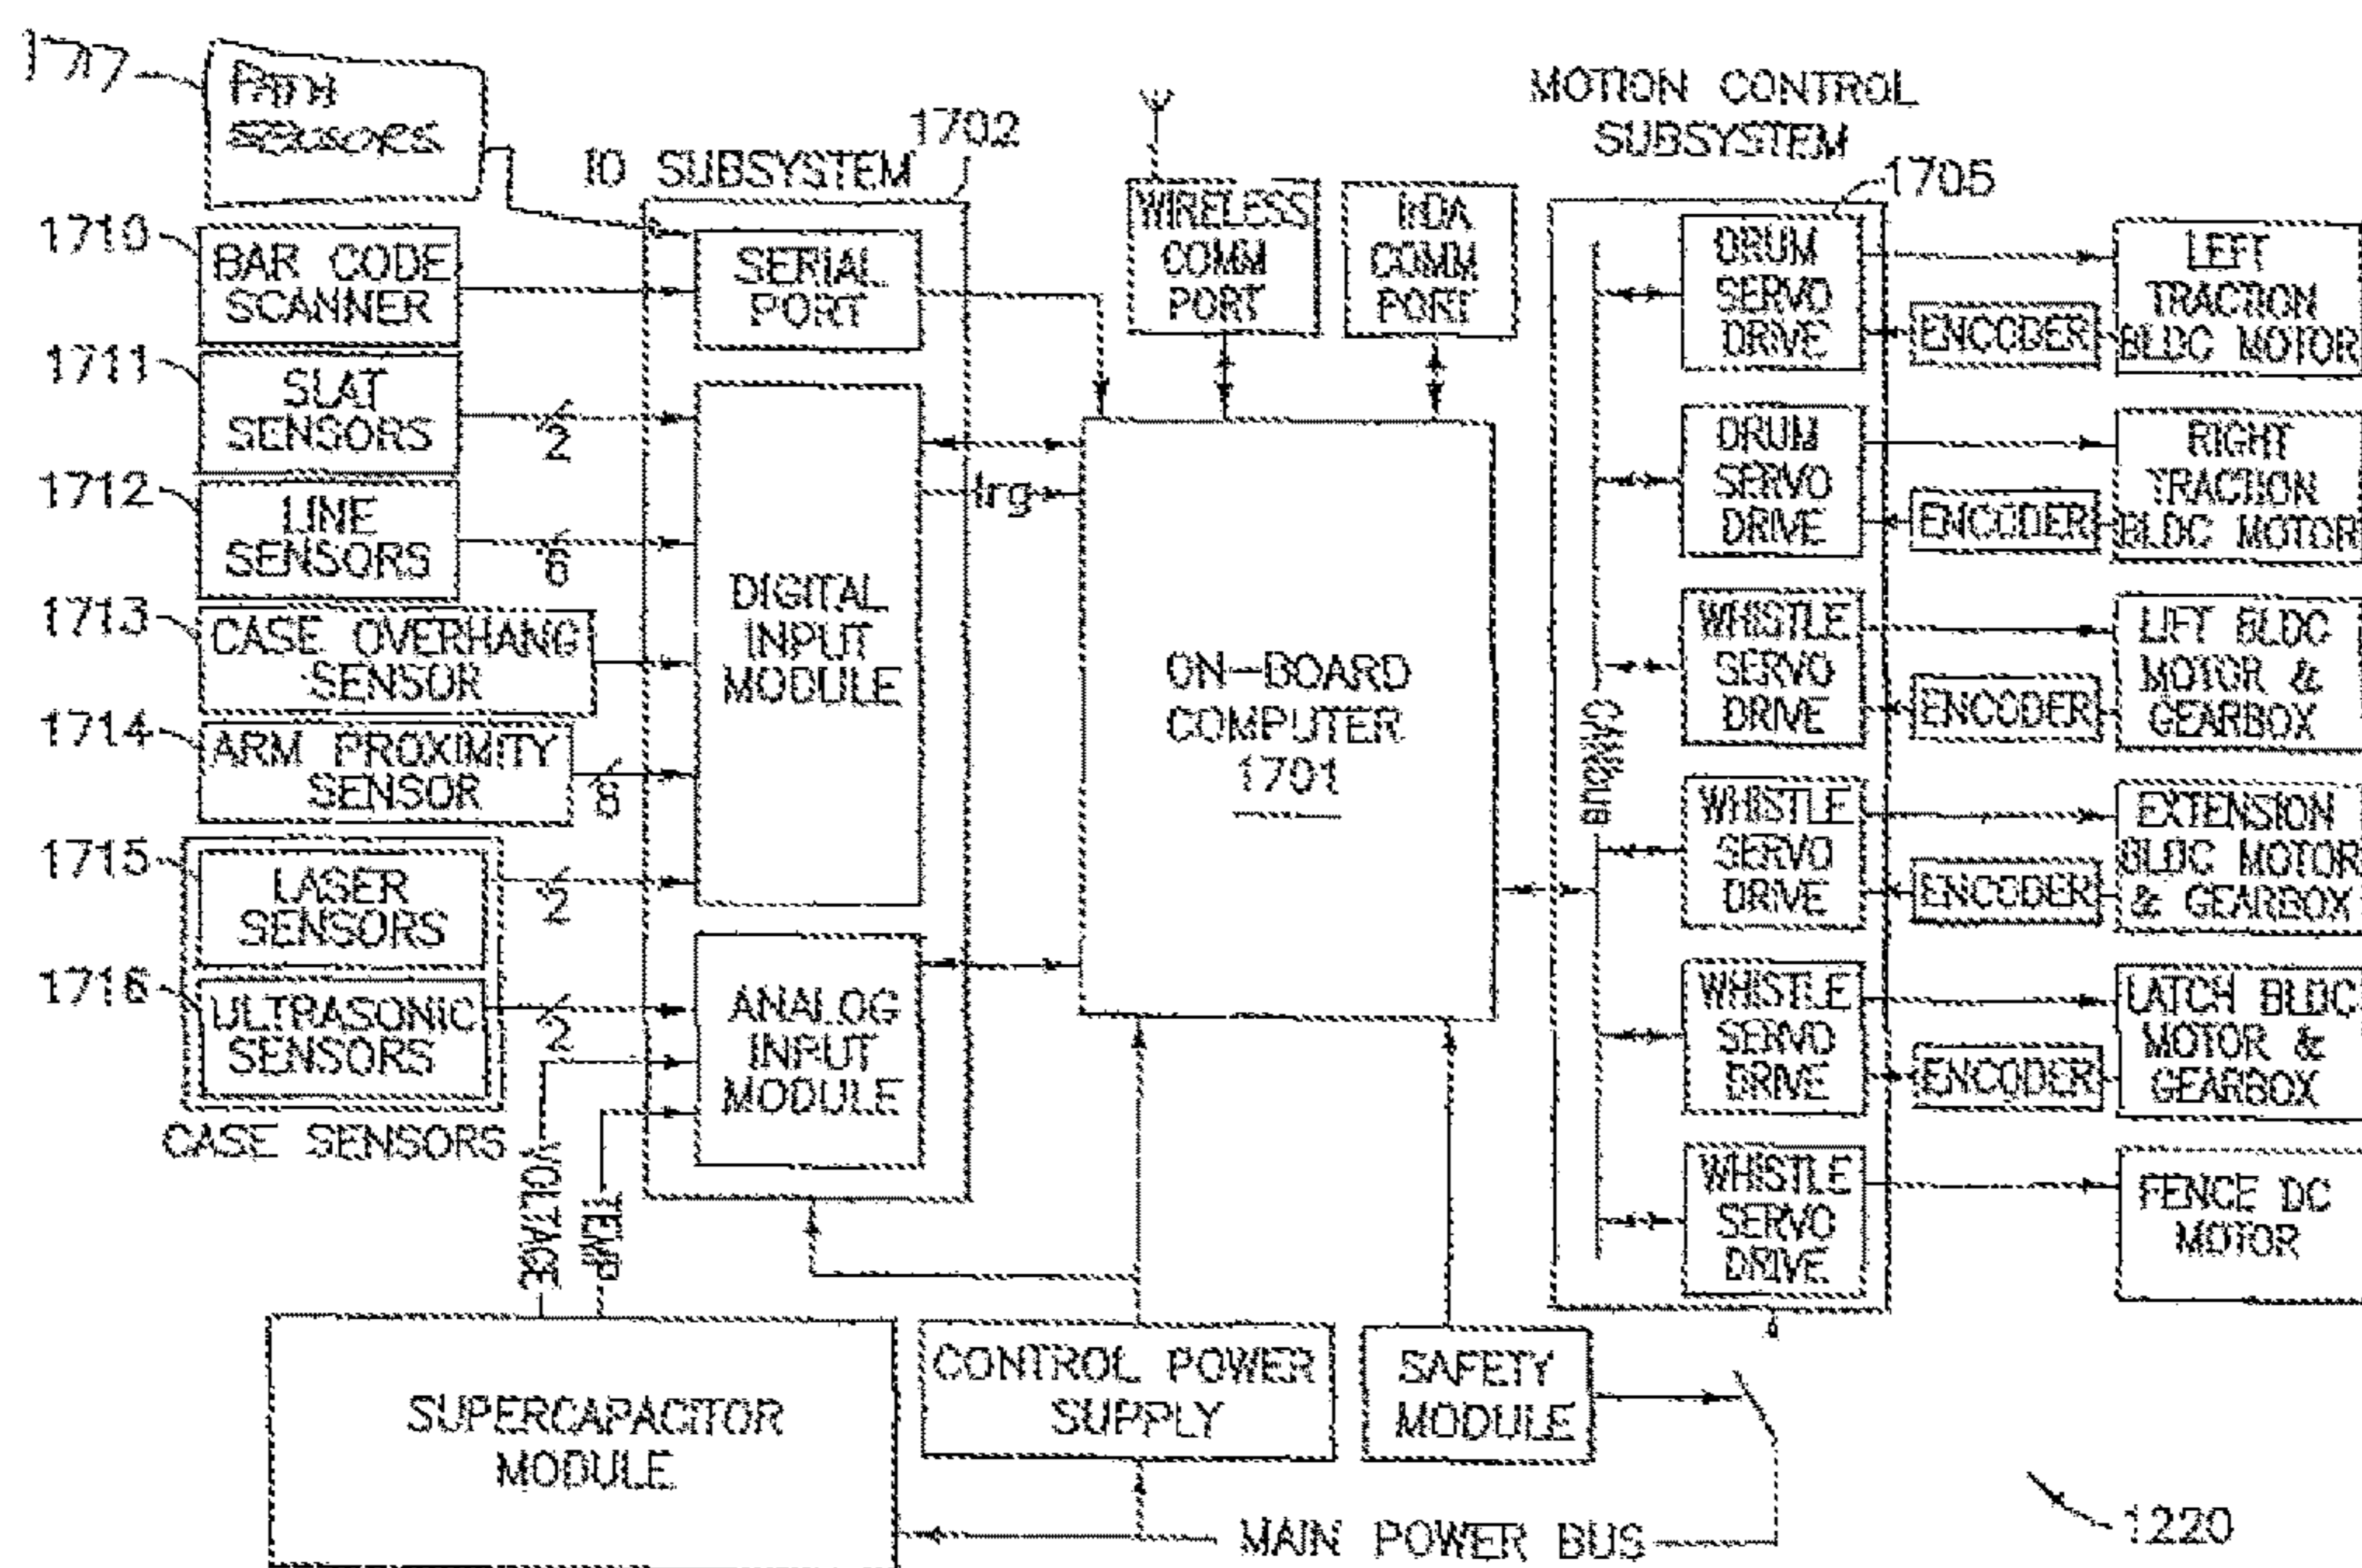 1717
PATH
SENSORS
1702
IO SUBSYSTEM
MOTION CONTROL
SUBSYSTEM
1705
1710
BAR CODE
SCANNER
SERIAL
PORT
WIRELESS
COMM
PORT
IrDA
COMM
PORT
DRUM
SERVO
DRIVE
ENCODER
LEFT
TRACTION
BLDC MOTOR
1711
SLAT
SENSORS
2
1712
LINE
SENSORS
6
Irq
DRUM
SERVO
DRIVE
ENCODER
RIGHT
TRACTION
BLDC MOTOR
1713
CASE OVERHANG
SENSOR
DIGITAL
INPUT
MODULE
ON-BOARD
COMPUTER
1701
CANbus
WHISTLE
SERVO
DRIVE
ENCODER
LIFT BLDC
MOTOR &
GEARBOX
1714
ARM PROXIMITY
SENSOR
8
WHISTLE
SERVO
DRIVE
ENCODER
EXTENSION
BLDC MOTOR
& GEARBOX
1715
LASER
SENSORS
2
1716
ULTRASONIC
SENSORS
2
CASE SENSORS
ANALOG
INPUT
MODULE
WHISTLE
SERVO
DRIVE
ENCODER
LATCH BLDC
MOTOR &
GEARBOX
VOLTAGE
TEMP
WHISTLE
SERVO
DRIVE
FENCE DC
MOTOR
SUPERCAPACITOR
MODULE
CONTROL POWER
SUPPLY
SAFETY
MODULE
MAIN POWER BUS
1220